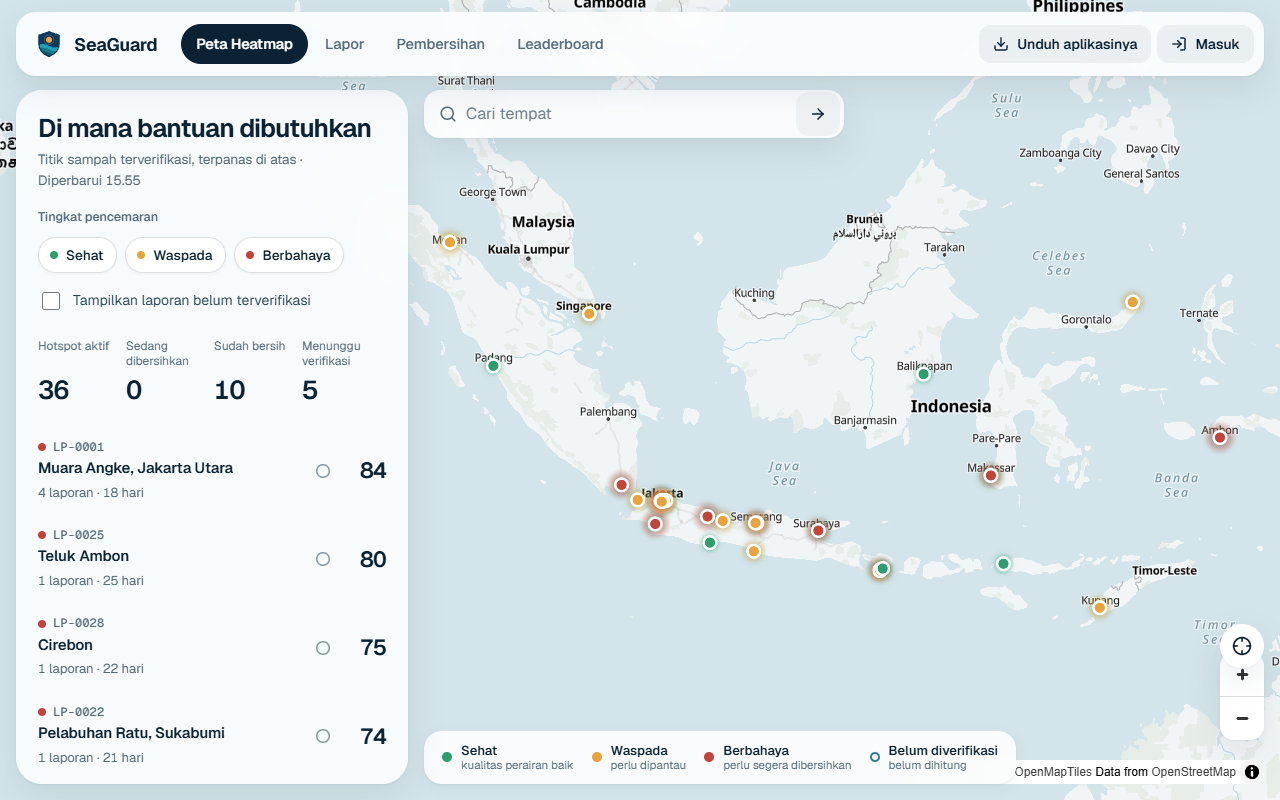 Cambodia
Philippines
SeaGuard
Peta Heatmap
Lapor
Pembersihan
Leaderboard
Unduh aplikasinya
Masuk
Surat Thani
Sea
Di mana bantuan dibutuhkan
Titik sampah terverifikasi, terpanas di atas ·
Diperbarui 15.55
Tingkat pencemaran
Sehat
Waspada
Berbahaya
Tampilkan laporan belum terverifikasi
Hotspot aktif
36
Sedang
dibersihkan
0
Sudah bersih
10
Menunggu
verifikasi
5
LP-0001
Muara Angke, Jakarta Utara
4 laporan · 18 hari
84
LP-0025
Teluk Ambon
1 laporan · 25 hari
80
LP-0028
Cirebon
1 laporan · 22 hari
75
LP-0022
Pelabuhan Ratu, Sukabumi
1 laporan · 21 hari
74
Cari tempat
Sulu
Sea
Zamboanga City
Davao City
General Santos
George Town
Malaysia
Kuala Lumpur
Brunei
بروني دارالسلام
Tarakan
Celebes
Sea
Kuching
Singapore
Gorontalo
Ternate
Padang
Balikpapan
Indonesia
Palembang
Banjarmasin
Pare-Pare
Ambon
Makassar
Java
Sea
Banda
Sea
Jakarta
Semarang
Surabaya
Timor-Leste
Kupang
Timor
Sea
+
−
Sehat
kualitas perairan baik
Waspada
perlu dipantau
Berbahaya
perlu segera dibersihkan
Belum diverifikasi
belum dihitung
OpenMapTiles Data from OpenStreetMap